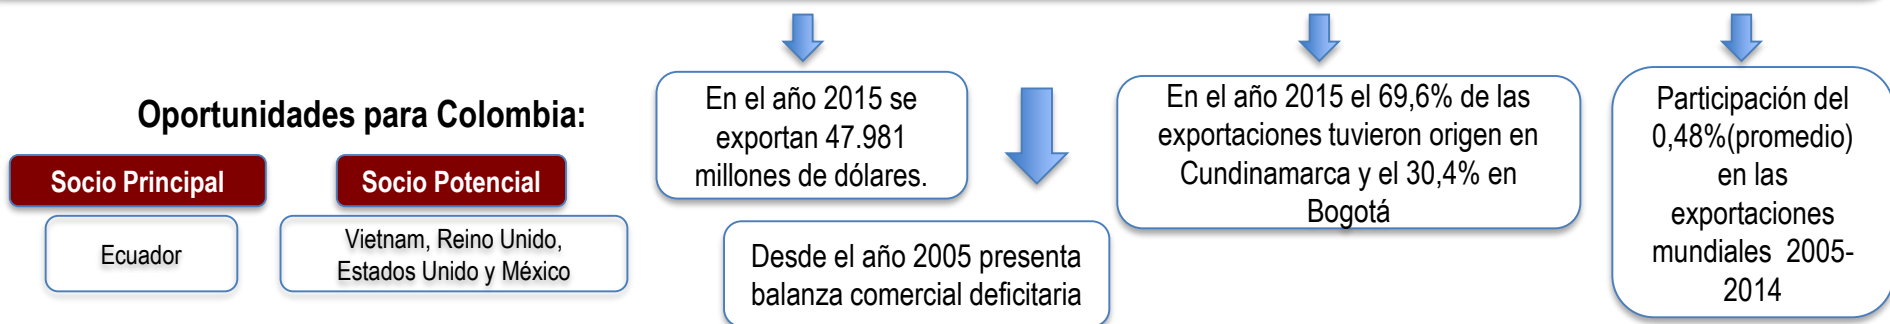 Oportunidades para Colombia:
Socio Principal
Ecuador
Socio Potencial
Vietnam, Reino Unido,
Estados Unido y México
En el año 2015 se
exportan 47.981
millones de dólares.
Desde el año 2005 presenta
balanza comercial deficitaria
En el año 2015 el 69,6% de las
exportaciones tuvieron origen en
Cundinamarca y el 30,4% en
Bogotá
Participación del
0,48%(promedio)
en las
exportaciones
mundiales 2005-
2014